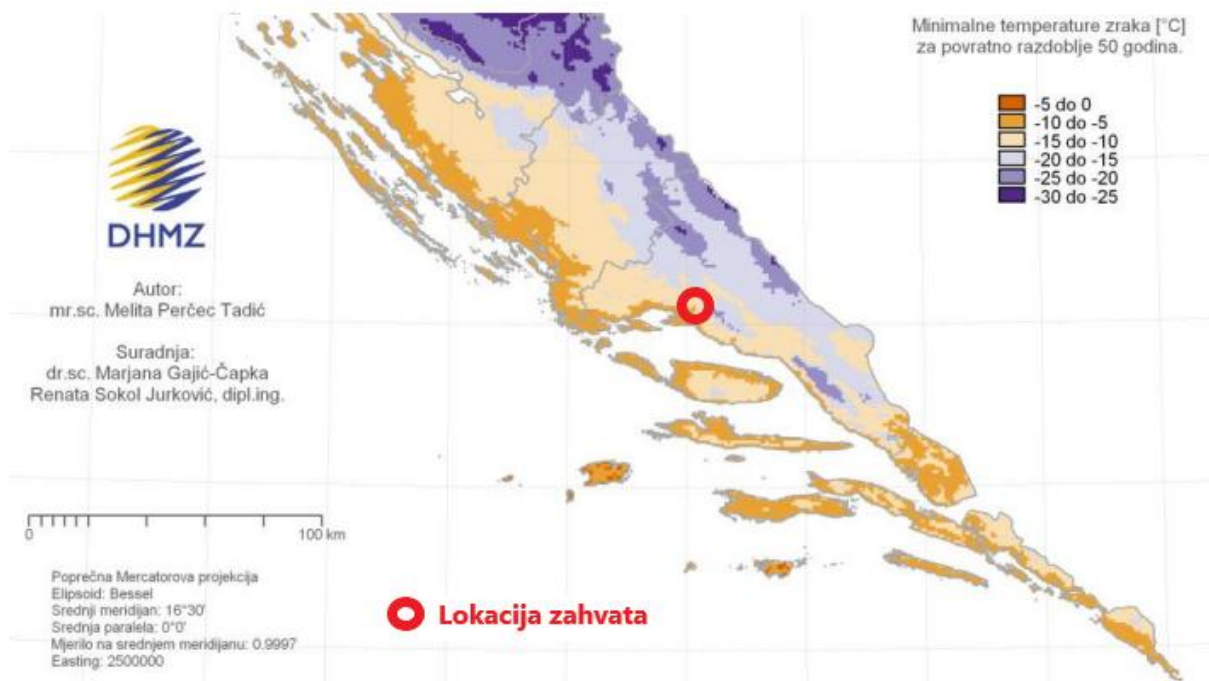 Minimalne temperature zraka [°C]
za povratno razdoblje 50 godina.
-5 do 0
-10 do -5
-15 do -10
-20 do -15
-25 do -20
-30 do -25
DHMZ
Autor:
mr.sc. Melita Perčec Tadić
Suradnja:
dr.sc. Marjana Gajić-Čapka
Renata Sokol Jurković, dipl.ing.
0 100 km
Poprečna Mercatorova projekcija
Elipsoid: Bessel
Srednji meridijan: 16°30'
Srednja paralela: 0°0'
Mjerilo na srednjem meridijanu: 0.9997
Easting: 2500000
Lokacija zahvata